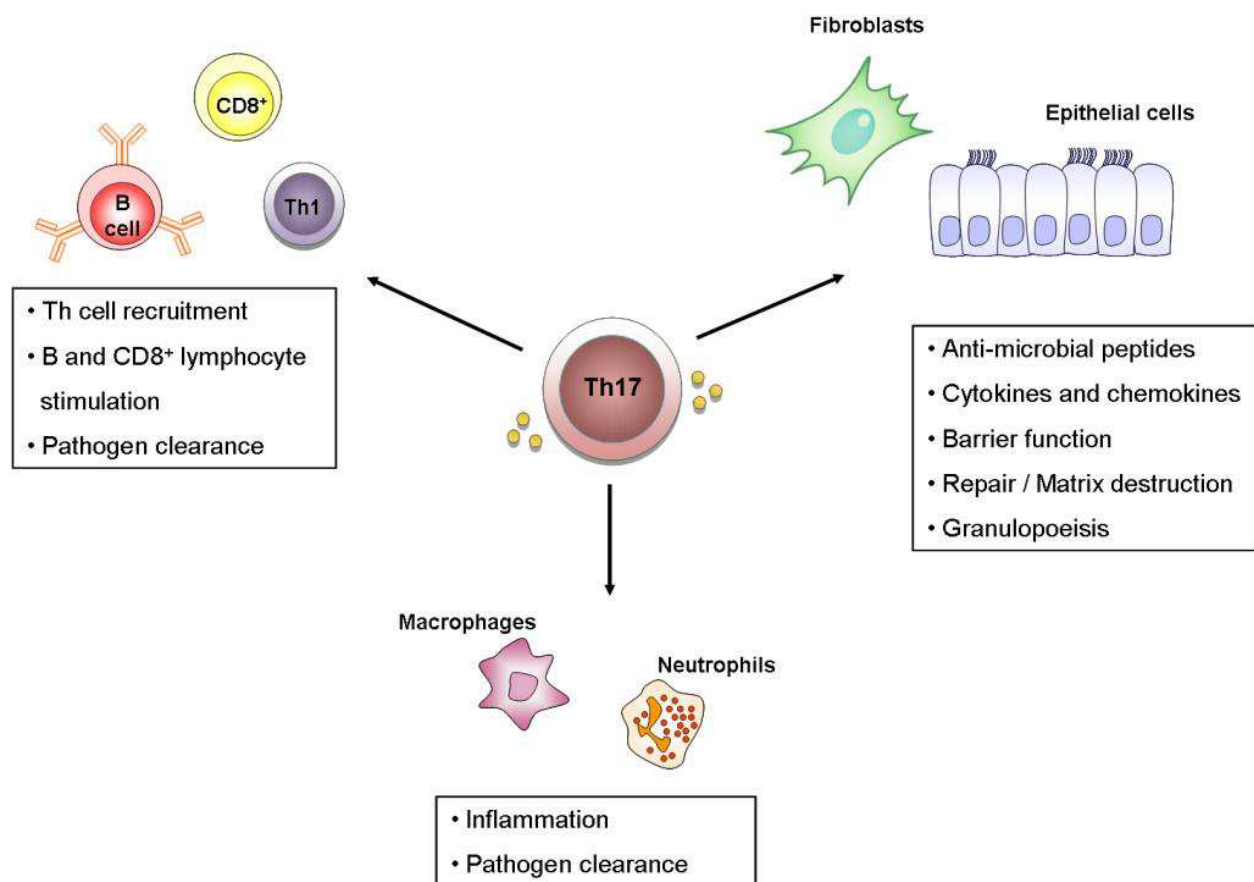 Fibroblasts
CD8⁺
Epithelial cells
B
cell
Th1
• Th cell recruitment
• B and CD8⁺ lymphocyte
stimulation
• Pathogen clearance
Th17
• Anti-microbial peptides
• Cytokines and chemokines
• Barrier function
• Repair / Matrix destruction
• Granulopoeisis
Macrophages
Neutrophils
• Inflammation
• Pathogen clearance